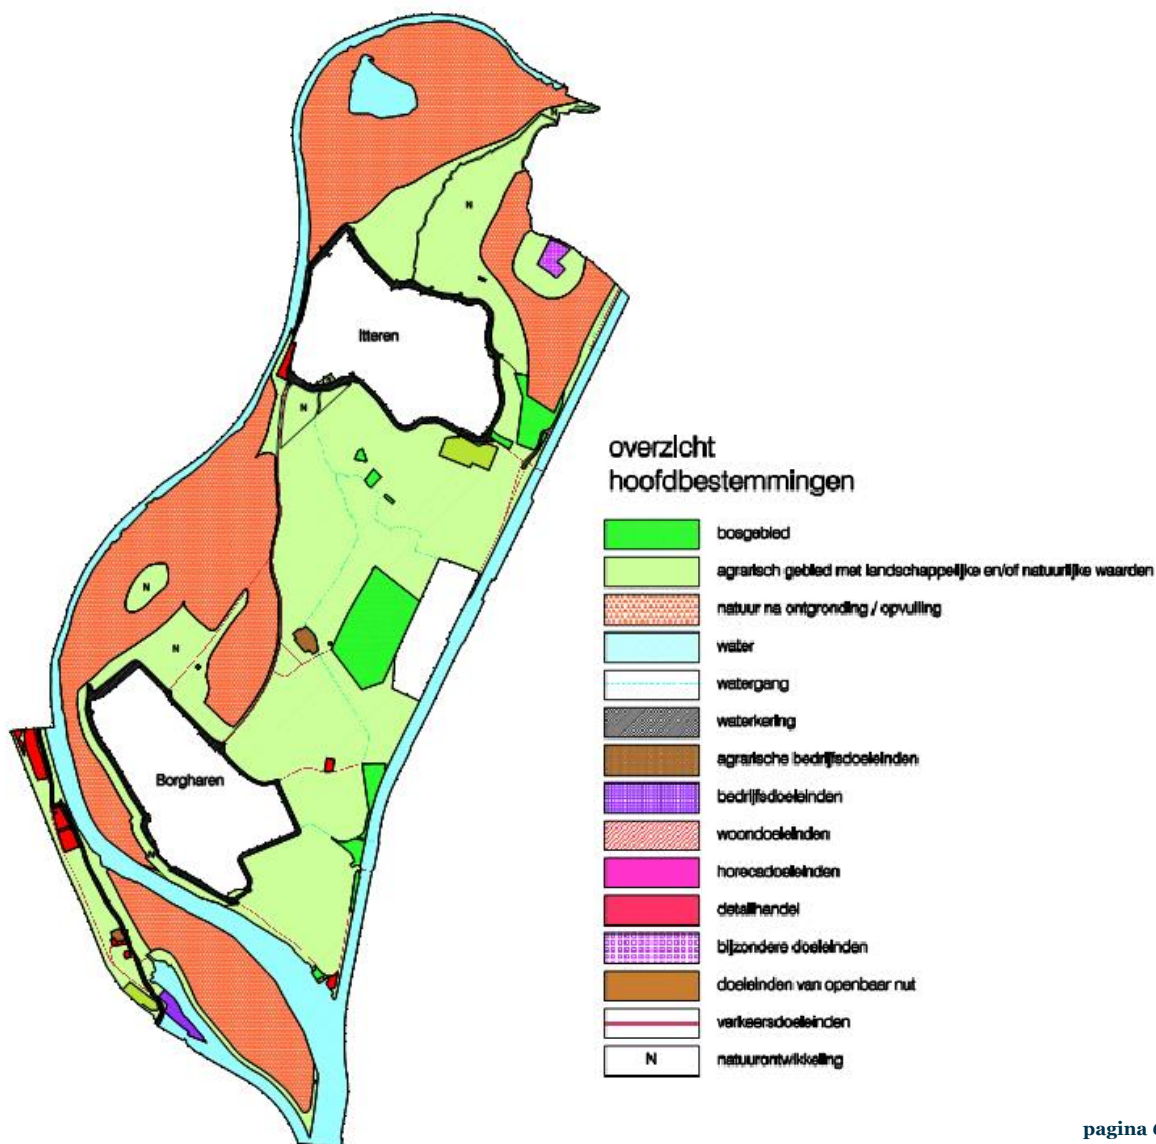 N
N
Itteren
N
overzicht
hoofdbestemmingen
bosgebied
agrarisch gebied met landschappelijke en/of natuurlijke waarden
N
natuur na ontgronding / opvulling
N
water
watergang
waterkering
agrarische bedrijfsdoeleinden
Borgharen
bedrijfsdoeleinden
woondoeleinden
N
horecadoeleinden
detailhandel
bijzondere doeleinden
doeleinden van openbaar nut
verkeersdoeleinden
N natuurontwikkeling
pagina